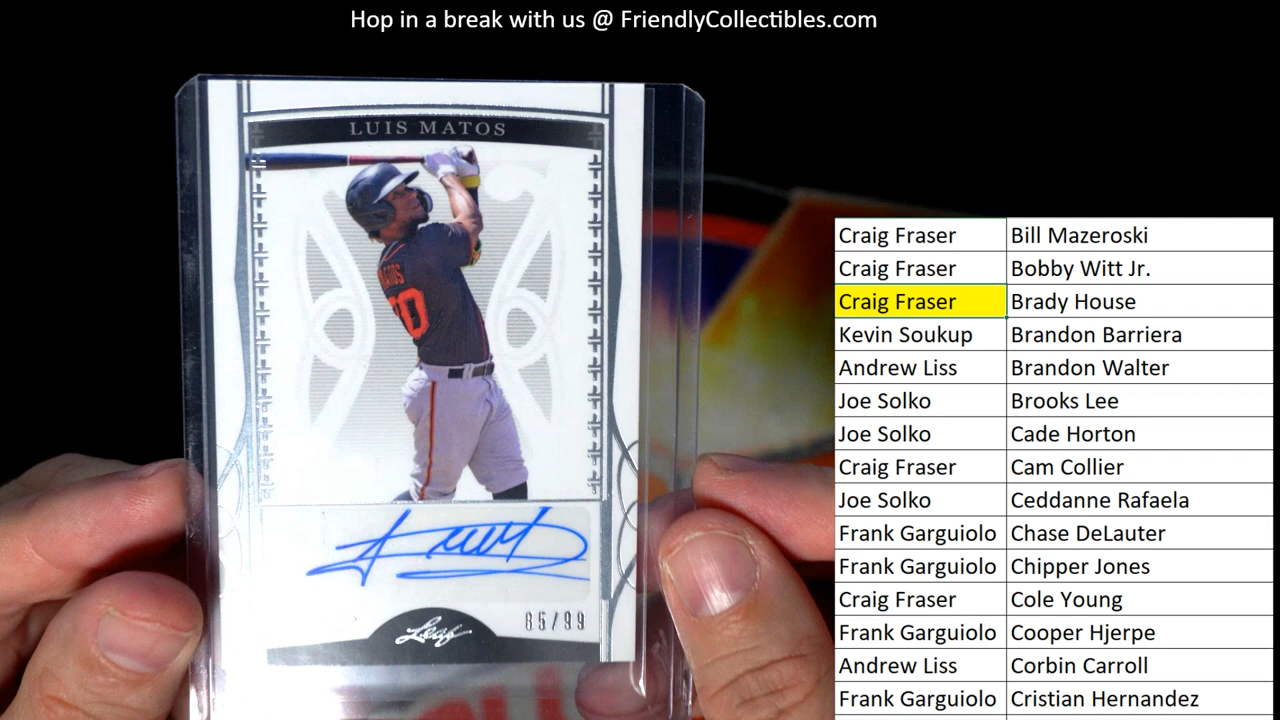 Hop in a break with us @ FriendlyCollectibles.com
LUIS MATOS
Leaf
85/99
Craig Fraser Bill Mazeroski
Craig Fraser Bobby Witt Jr.
Craig Fraser Brady House
Kevin Soukup Brandon Barriera
Andrew Liss Brandon Walter
Joe Solko Brooks Lee
Joe Solko Cade Horton
Craig Fraser Cam Collier
Joe Solko Ceddanne Rafaela
Frank Garguiolo Chase DeLauter
Frank Garguiolo Chipper Jones
Craig Fraser Cole Young
Frank Garguiolo Cooper Hjerpe
Andrew Liss Corbin Carroll
Frank Garguiolo Cristian Hernandez